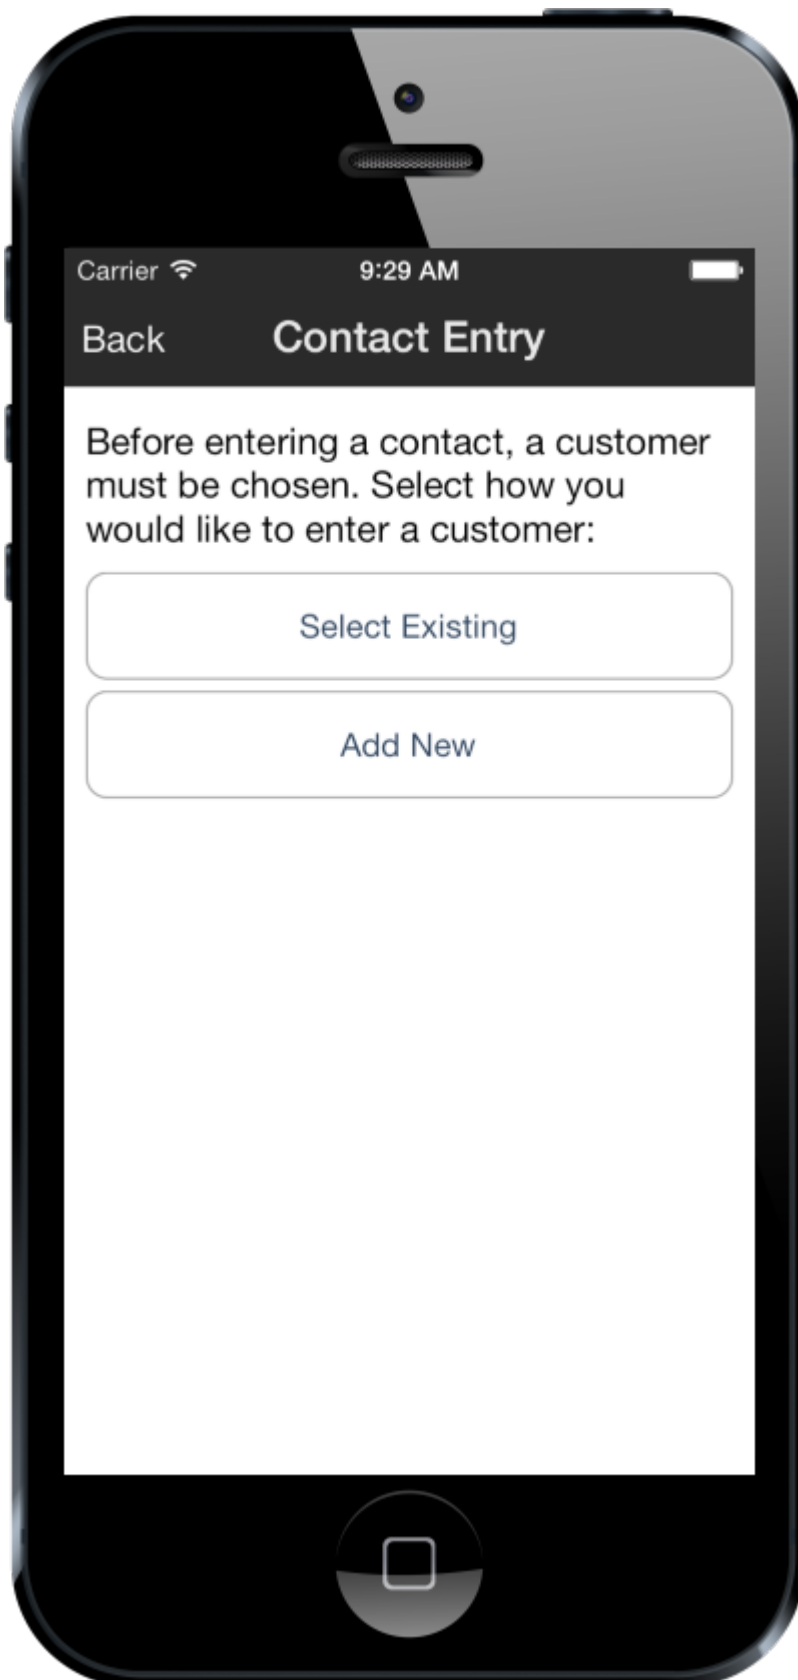 Carrier
9:29 AM
Back
Contact Entry
Before entering a contact, a customer
must be chosen. Select how you
would like to enter a customer:
Select Existing
Add New